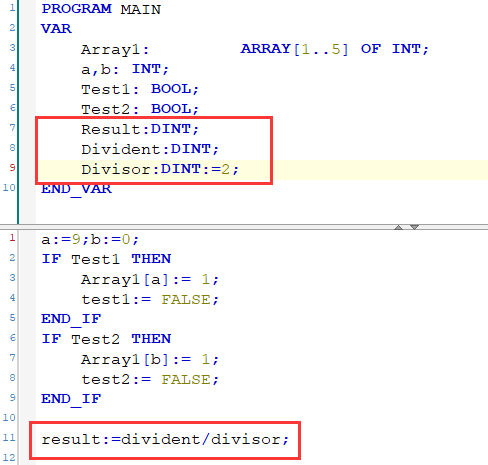 1 PROGRAM MAIN
2 VAR
3 Array1: ARRAY[1..5] OF INT;
4 a,b: INT;
5 Test1: BOOL;
6 Test2: BOOL;
7 Result:DINT;
8 Divident:DINT;
9 Divisor:DINT:=2;
10 END_VAR
1 a:=9;b:=0;
2 IF Test1 THEN
3 Array1[a]:= 1;
4 test1:= FALSE;
5 END_IF
6 IF Test2 THEN
7 Array1[b]:= 1;
8 test2:= FALSE;
9 END_IF
10
11 result:=divident/divisor;
12